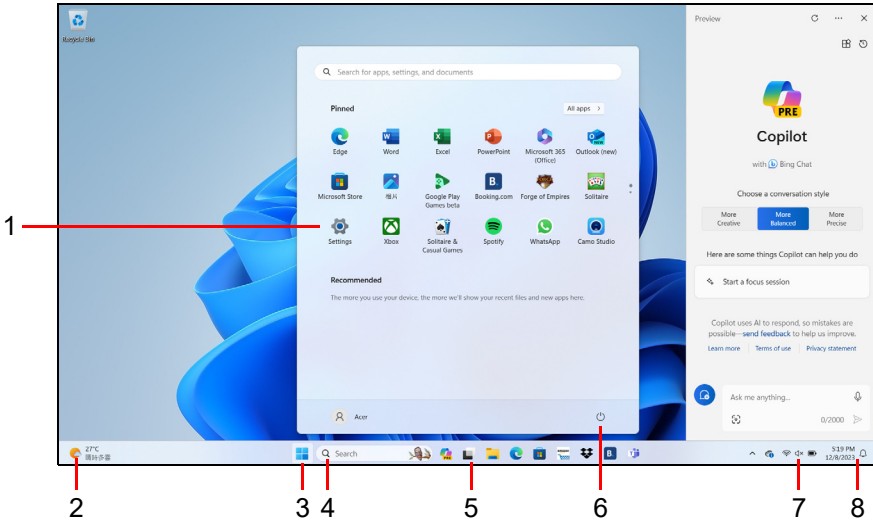 Recycle Bin
Preview
Search for apps, settings, and documents
Pinned
All apps >
Edge
Word
Excel
PowerPoint
Microsoft 365
(Office)
Outlook (new)
Microsoft Store
相片
Google Play
Games beta
Booking.com
Forge of Empires
Solitaire
Settings
Xbox
Solitaire &
Casual Games
Spotify
WhatsApp
Camo Studio
Recommended
The more you use your device, the more we'll show your recent files and new apps here.
Acer
PRE
Copilot
with b Bing Chat
Choose a conversation style
More
Creative
More
Balanced
More
Precise
Here are some things Copilot can help you do
Start a focus session
Copilot uses AI to respond, so mistakes are
possible—send feedback to help us improve.
Learn more
Terms of use
Privacy statement
Ask me anything...
0/2000
27°C
晴時多雲
Search
5:19 PM
12/8/2023
1
2
3
4
5
6
7
8